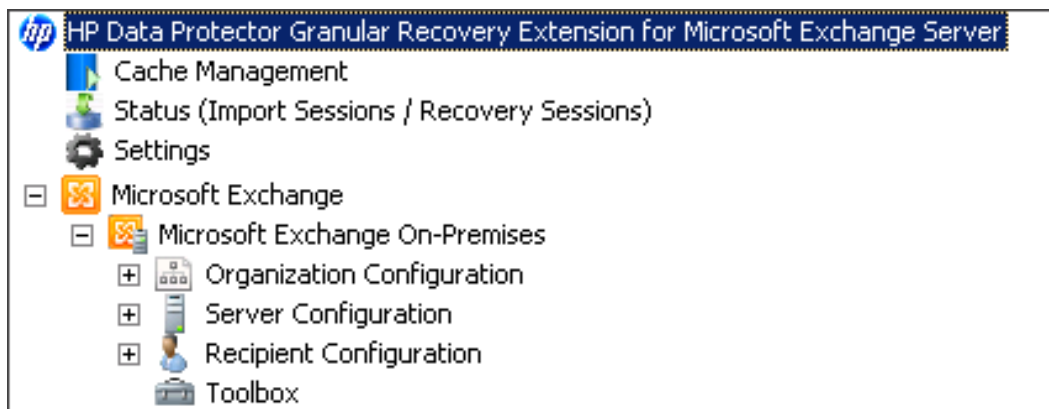 hp HP Data Protector Granular Recovery Extension for Microsoft Exchange Server
Cache Management
Status (Import Sessions / Recovery Sessions)
Settings
Microsoft Exchange
Microsoft Exchange On-Premises
Organization Configuration
Server Configuration
Recipient Configuration
Toolbox